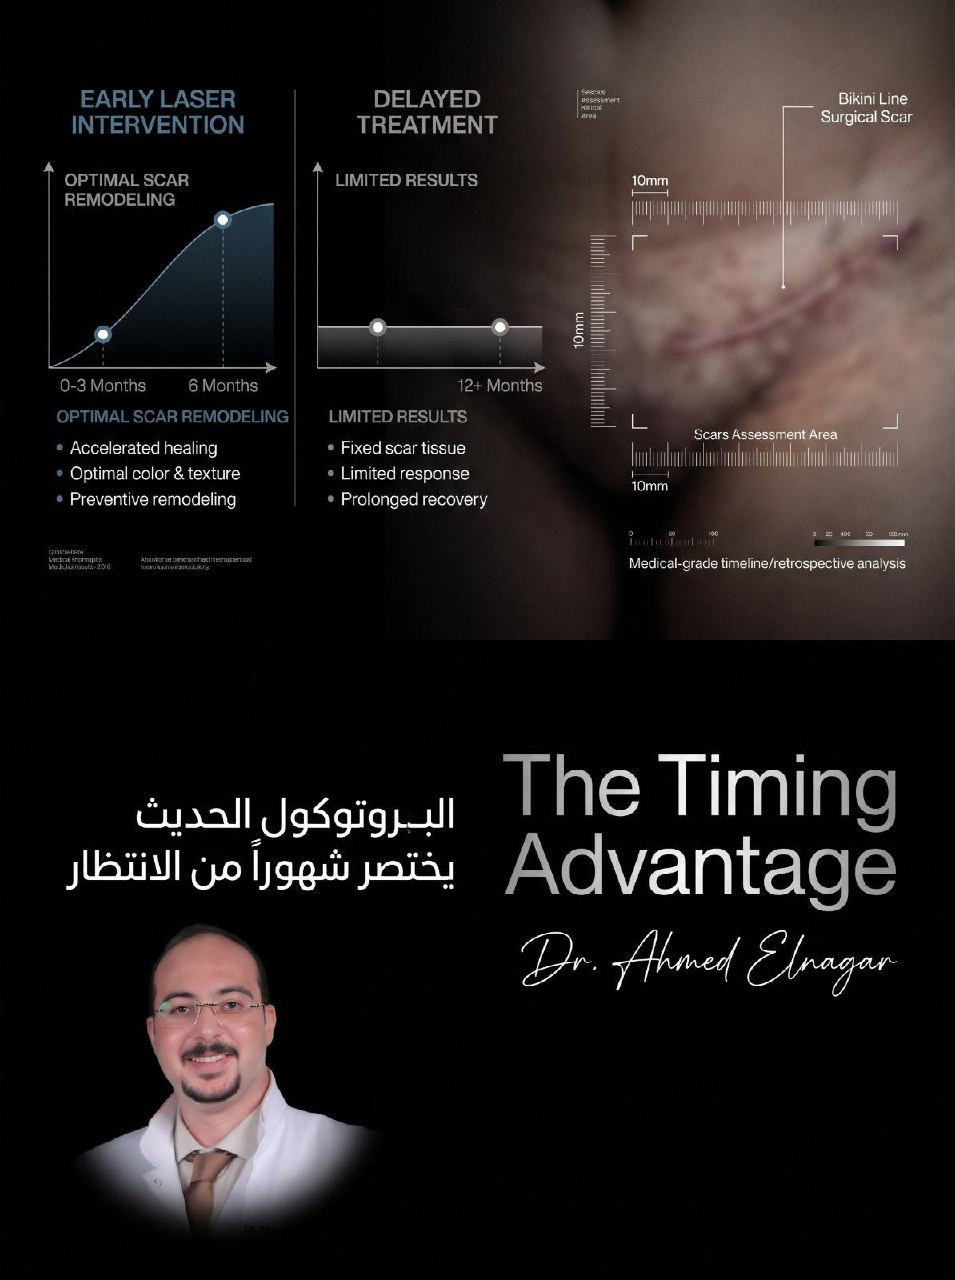 EARLY LASER
INTERVENTION
OPTIMAL SCAR
REMODELING
0-3 Months
6 Months
OPTIMAL SCAR REMODELING
Accelerated healing
Optimal color & texture
Preventive remodeling
DELAYED
TREATMENT
LIMITED RESULTS
12+ Months
LIMITED RESULTS
Fixed scar tissue
Limited response
Prolonged recovery
Assessment
Area
Bikini Line
Surgical Scar
10mm
10mm
Scars Assessment Area
10mm
Medical-grade timeline/retrospective analysis
The Timing
Advantage
Dr. Ahmed Elnagar
البروتوكول الحديث
يختصر شهوراً من الانتظار